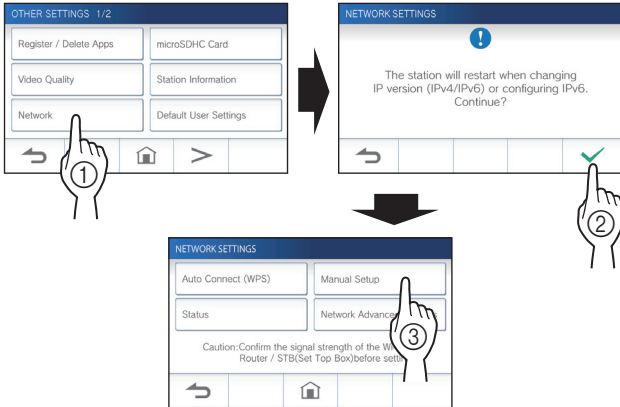 OTHER SETTINGS 1/2
Register / Delete Apps
microSDHC Card
Video Quality
Station Information
Network
Default User Settings
①
NETWORK SETTINGS
The station will restart when changing
IP version (IPv4/IPv6) or configuring IPv6.
Continue?
②
NETWORK SETTINGS
Auto Connect (WPS)
Manual Setup
Status
Network Advance
Caution:Confirm the signal strength of the
Router / STB(Set Top Box)before
③